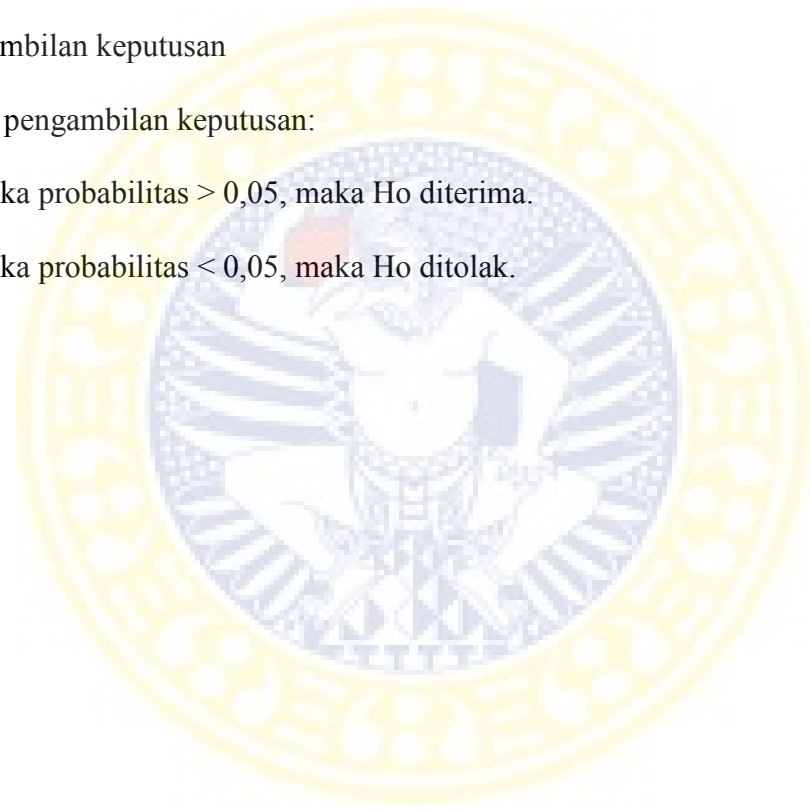 mbilan keputusan
pengambilan keputusan:
ka probabilitas > 0,05, maka Ho diterima.
ka probabilitas < 0,05, maka Ho ditolak.